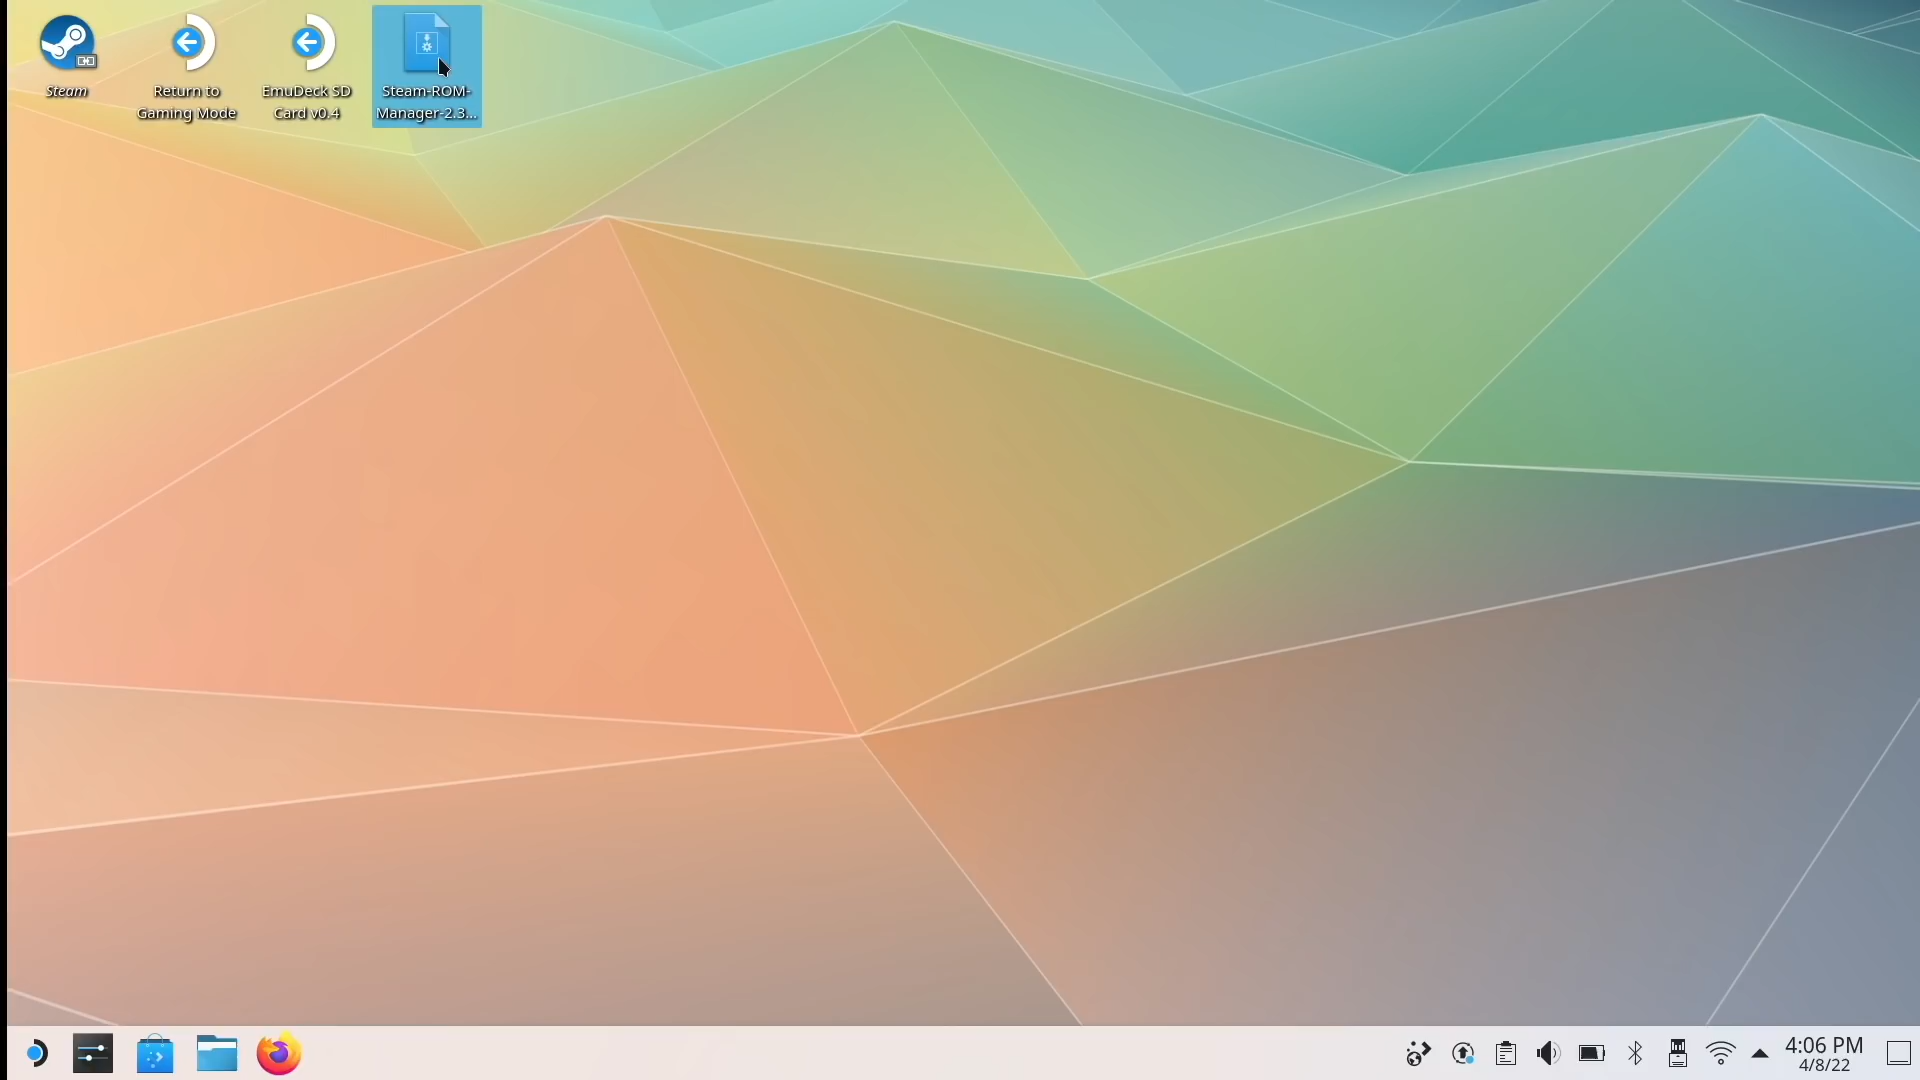 Steam
Return to
Gaming Mode
EmuDeck SD
Card v0.4
Steam-ROM-
Manager-2.3...
4:06 PM
4/8/22